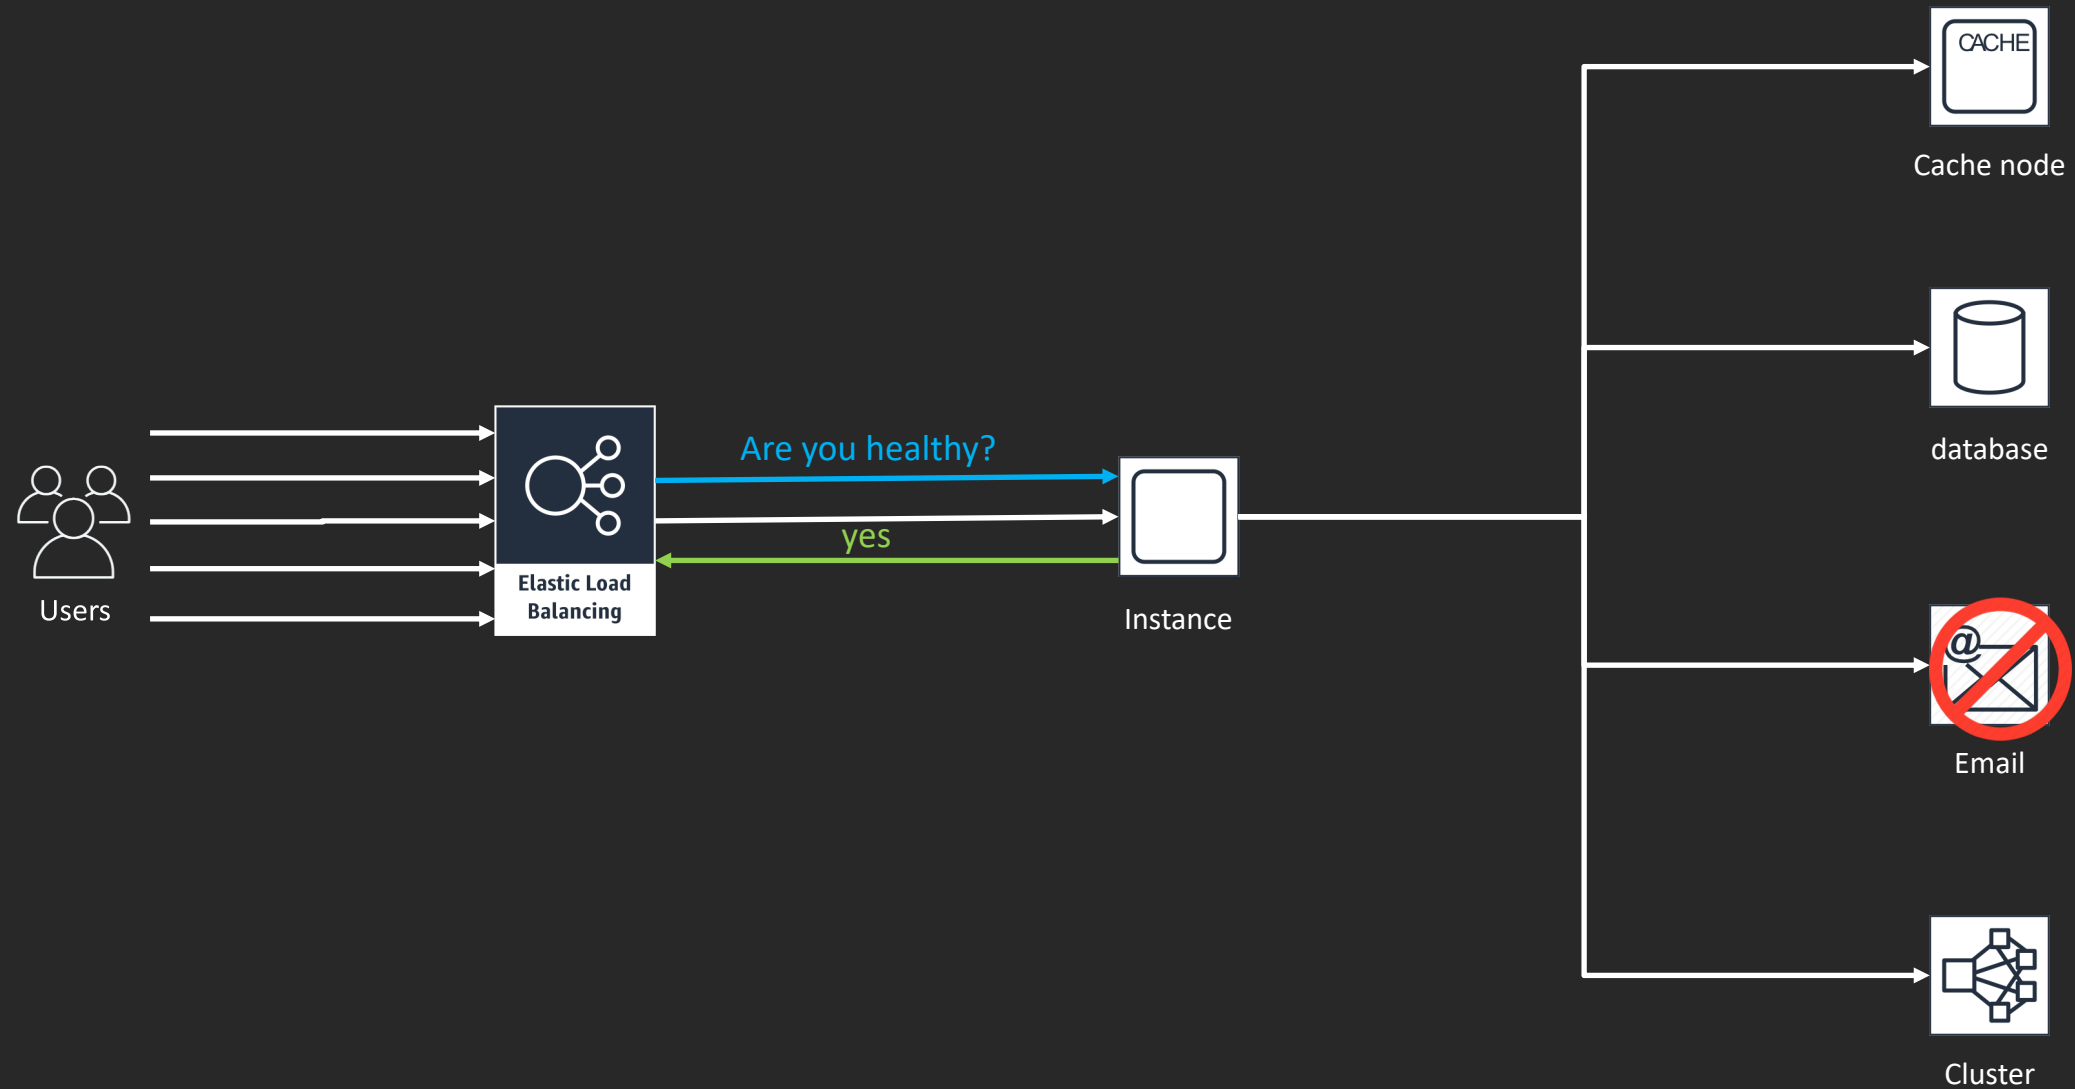 CACHE
Cache node
database
Are you healthy?
yes
Elastic Load
Balancing
Users
Instance
@
Email
Cluster